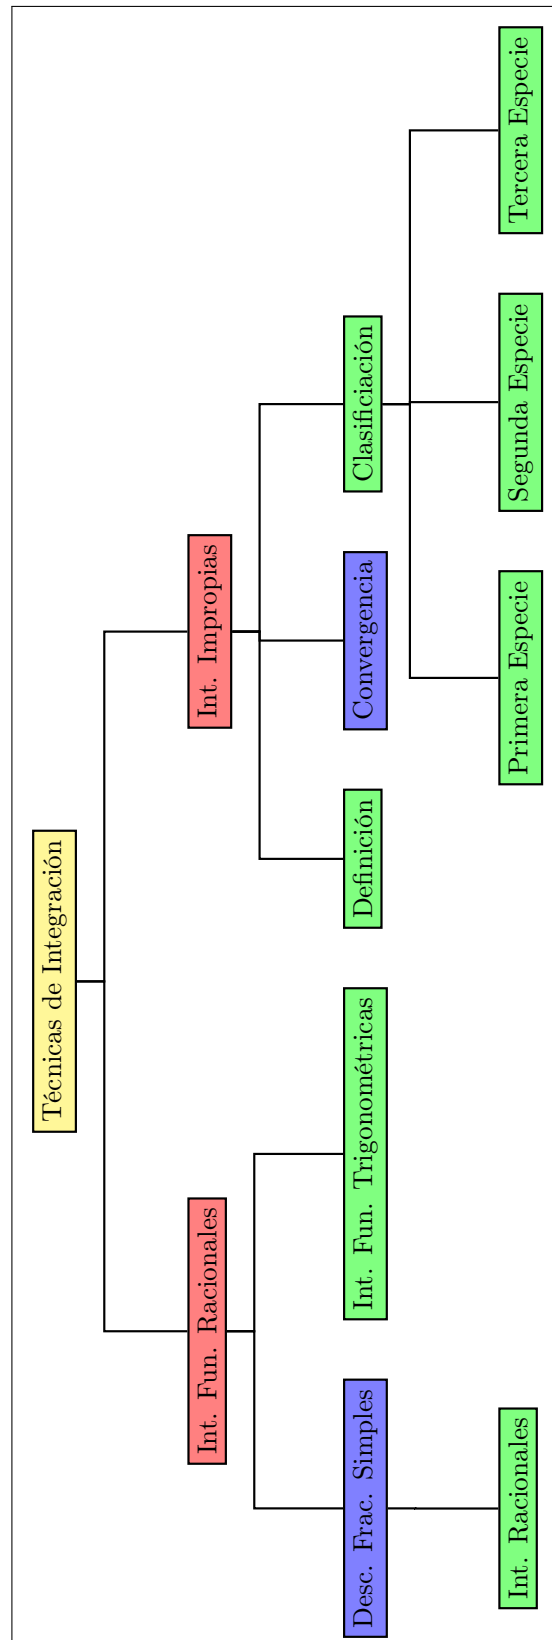 Técnicas de Integración
Int. Fun. Racionales
Int. Impropias
Desc. Frac. Simples
Int. Fun. Trigonométricas
Definición
Convergencia
Clasificiación
Int. Racionales
Primera Especie
Segunda Especie
Tercera Especie